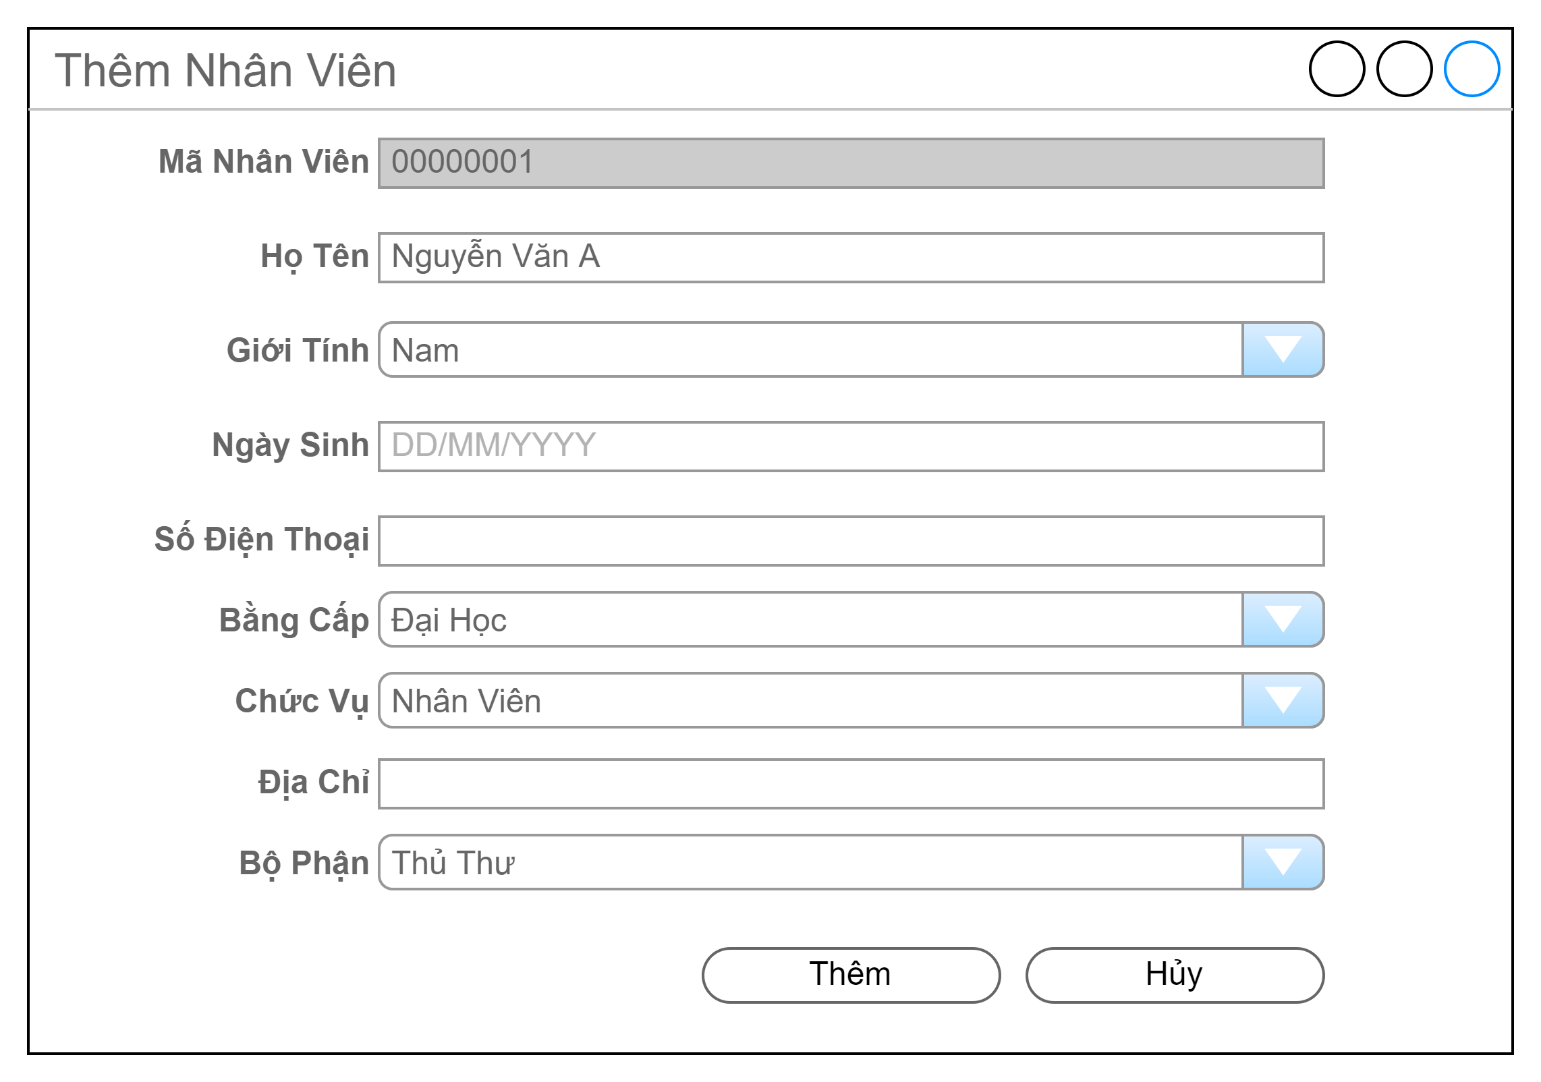 Thêm Nhân Viên
Mã Nhân Viên 00000001
Họ Tên Nguyễn Văn A
Giới Tính Nam
Ngày Sinh DD/MM/YYYY
Số Điện Thoại
Bằng Cấp Đại Học
Chức Vụ Nhân Viên
Địa Chỉ
Bộ Phận Thủ Thư
Thêm Hủy